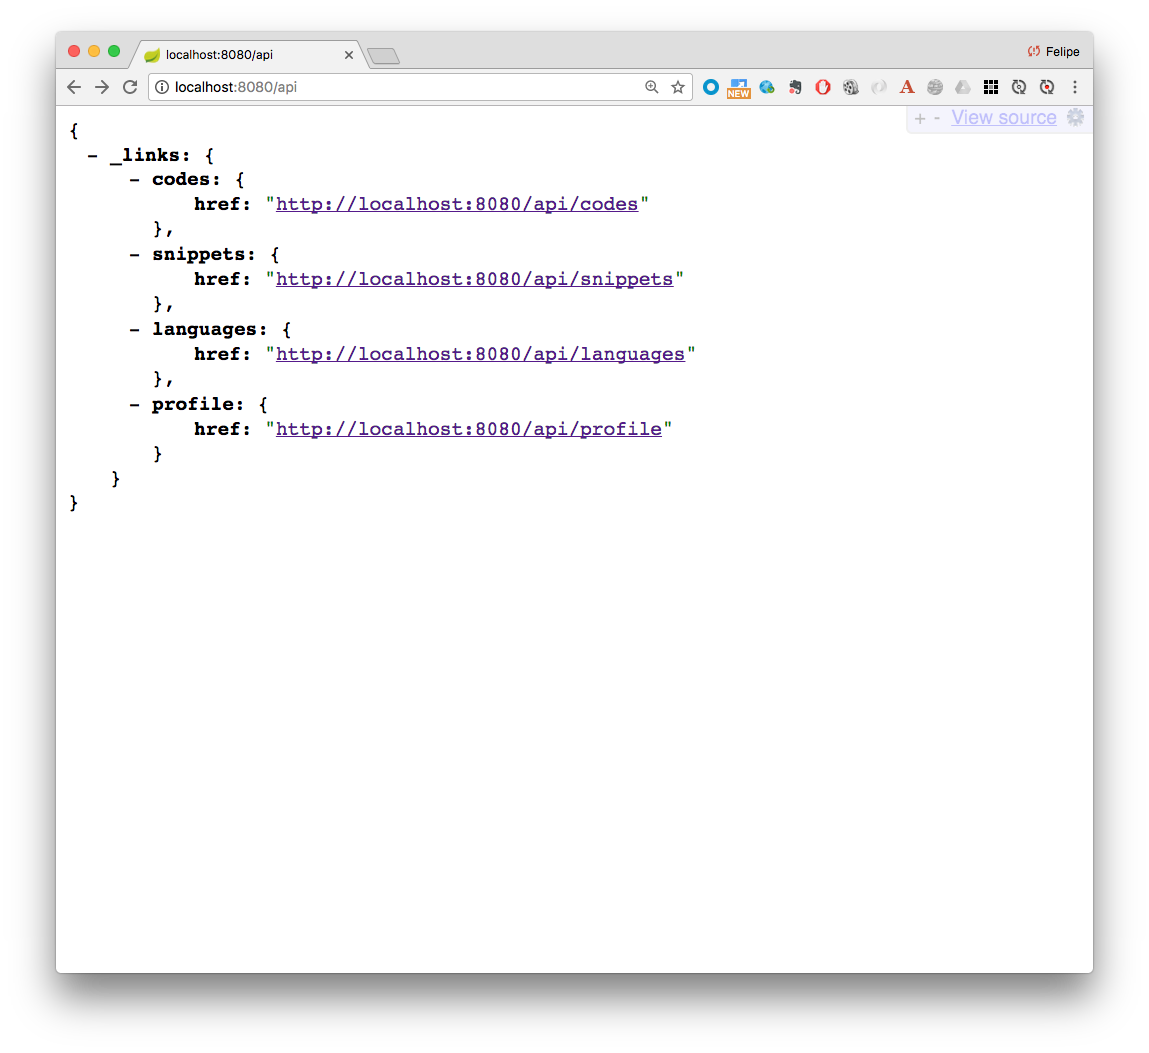 localhost:8080/api
Felipe
localhost:8080/api
NEW
A
+ - View source
{
- _links: {
- codes: {
href: "http://localhost:8080/api/codes"
},
- snippets: {
href: "http://localhost:8080/api/snippets"
},
- languages: {
href: "http://localhost:8080/api/languages"
},
- profile: {
href: "http://localhost:8080/api/profile"
}
}
}